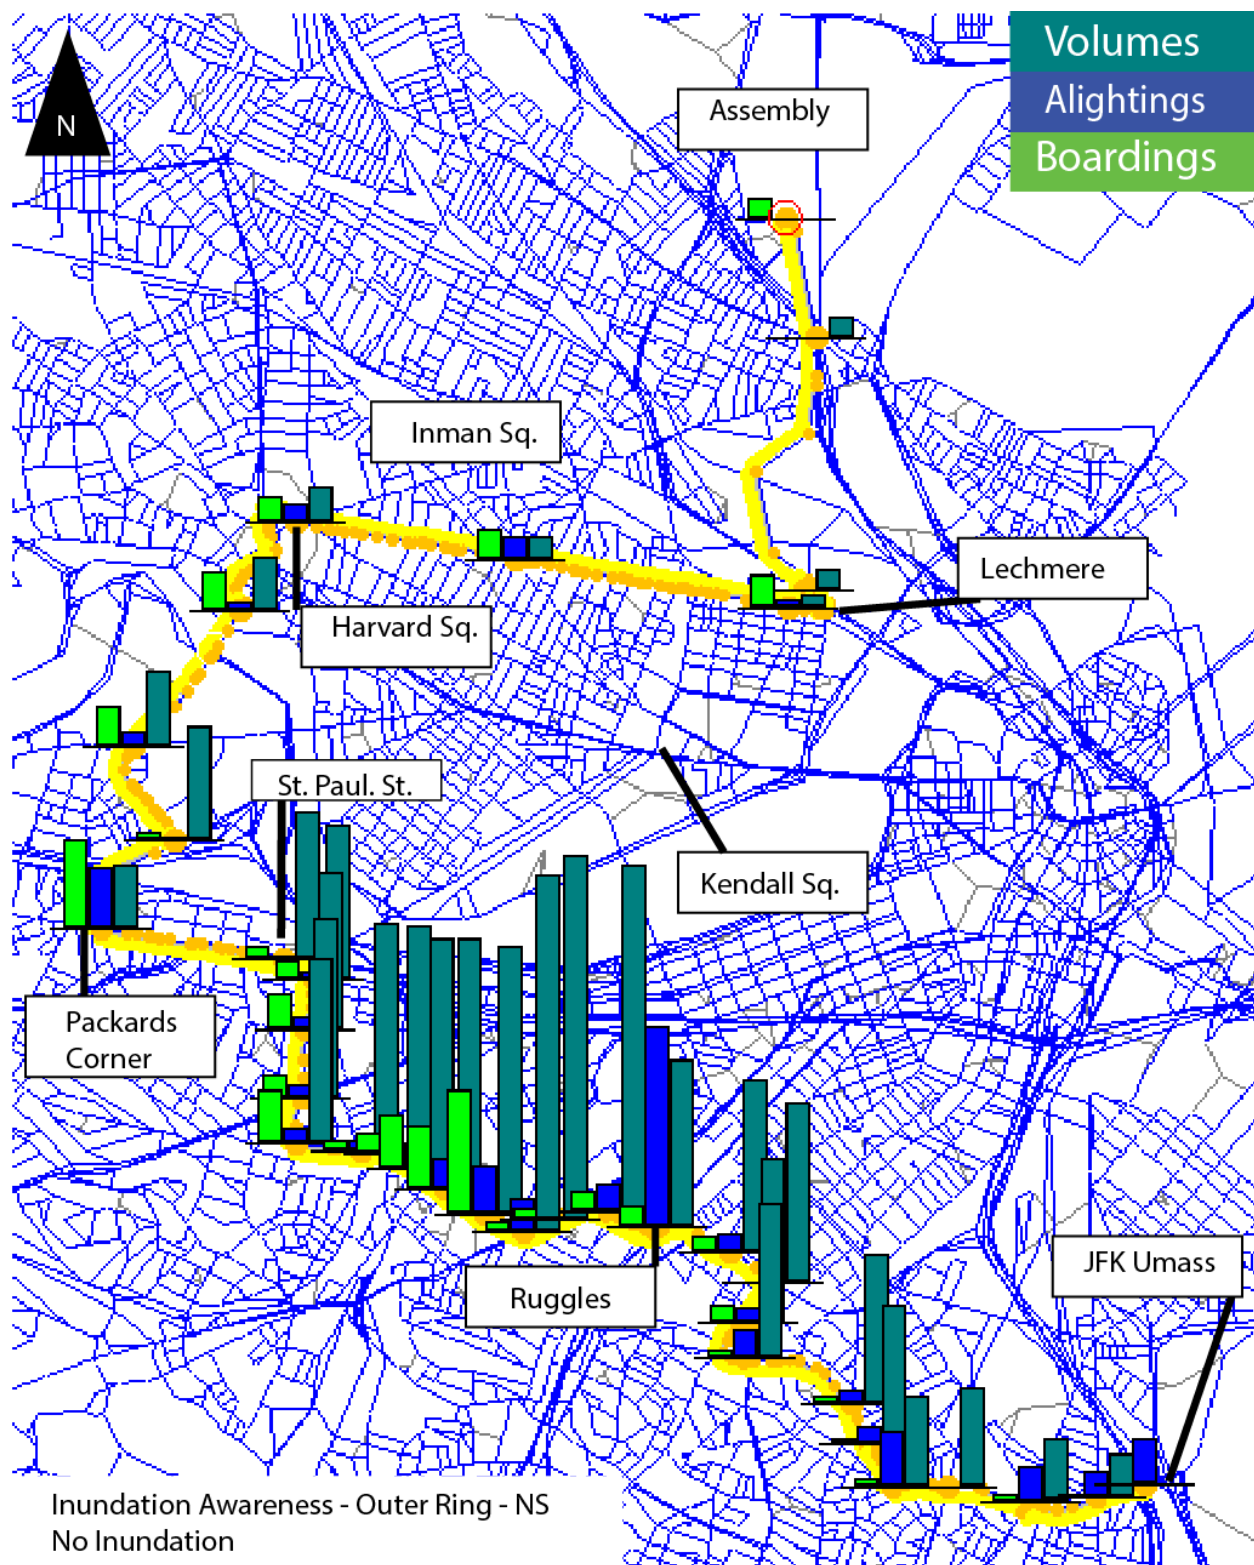 Volumes
Alightings
Boardings
N
Assembly
Inman Sq.
Lechmere
Harvard Sq.
St. Paul. St.
Kendall Sq.
Packards
Corner
JFK Umass
Ruggles
Inundation Awareness - Outer Ring - NS
No Inundation